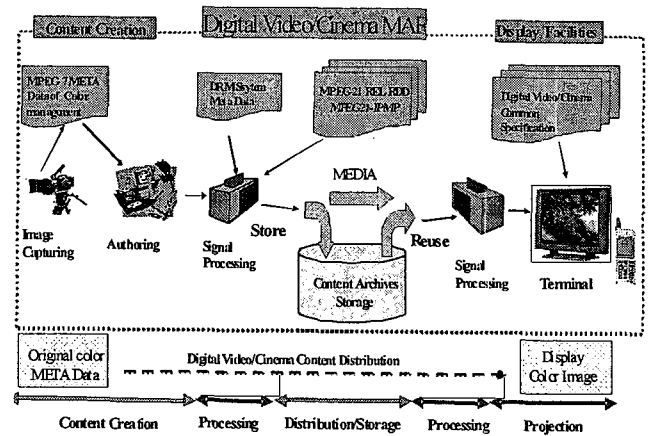 Content Creation
Digital Video/Cinema MAF
Display Facilities
MPEG-7 META
Data of Color
management
DRM System
Meta Data
MPEG-21 REL RDD
MPEG21-IPMP
Digital Video/Cinema
Common
Specification
MEDIA
Image
Capturing
Authoring
Signal
Processing
Store
Reuse
Signal
Processing
Terminal
Content Archives
Storage
Original color
META Data
Digital Video/Cinema Content Distribution
Display
Color Image
Content Creation
Processing
Distribution/Storage
Processing
Projection